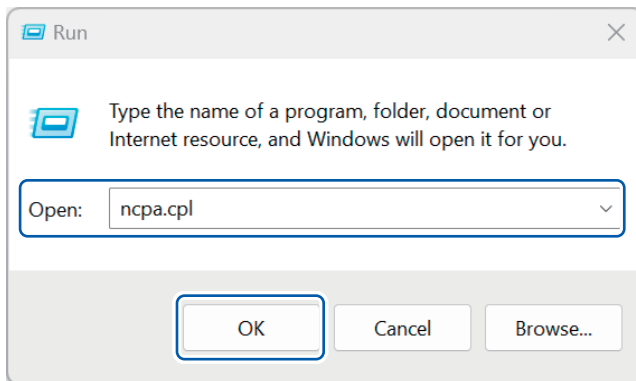 Run
Type the name of a program, folder, document or
Internet resource, and Windows will open it for you.
Open: ncpa.cpl
OK Cancel Browse...